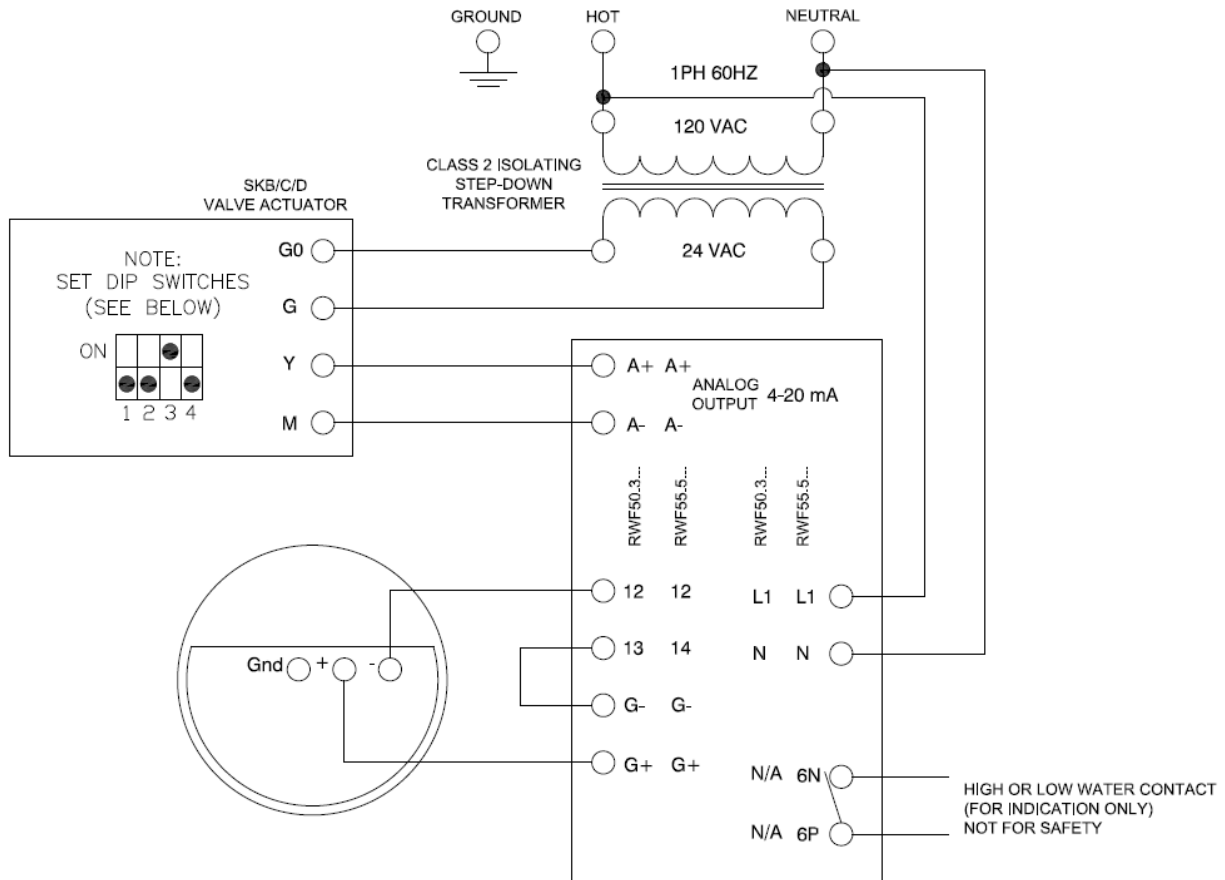 GROUND
HOT
NEUTRAL
1PH 60HZ
120 VAC
CLASS 2 ISOLATING
STEP-DOWN
TRANSFORMER
24 VAC
SKB/C/D
VALVE ACTUATOR
NOTE:
SET DIP SWITCHES
(SEE BELOW)
ON
1 2 3 4
G0
G
Y
M
A+ A+
ANALOG
OUTPUT
4-20 mA
A- A-
RWF50.3...
RWF55.5...
RWF50.3...
RWF55.5...
12 12
L1 L1
13 14
N N
G- G-
G+ G+
Gnd + -
N/A 6N
N/A 6P
HIGH OR LOW WATER CONTACT
(FOR INDICATION ONLY)
NOT FOR SAFETY